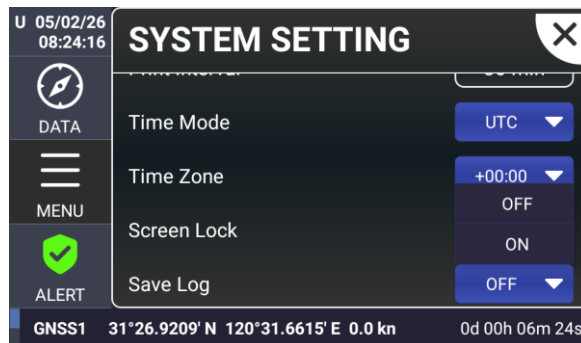 U 05/02/26
08:24:16
SYSTEM SETTING
DATA
MENU
ALERT
Print Interval
Time Mode
UTC
Time Zone
+00:00
OFF
Screen Lock
ON
Save Log
OFF
GNSS1 31°26.9209' N 120°31.6615' E 0.0 kn 0d 00h 06m 24s